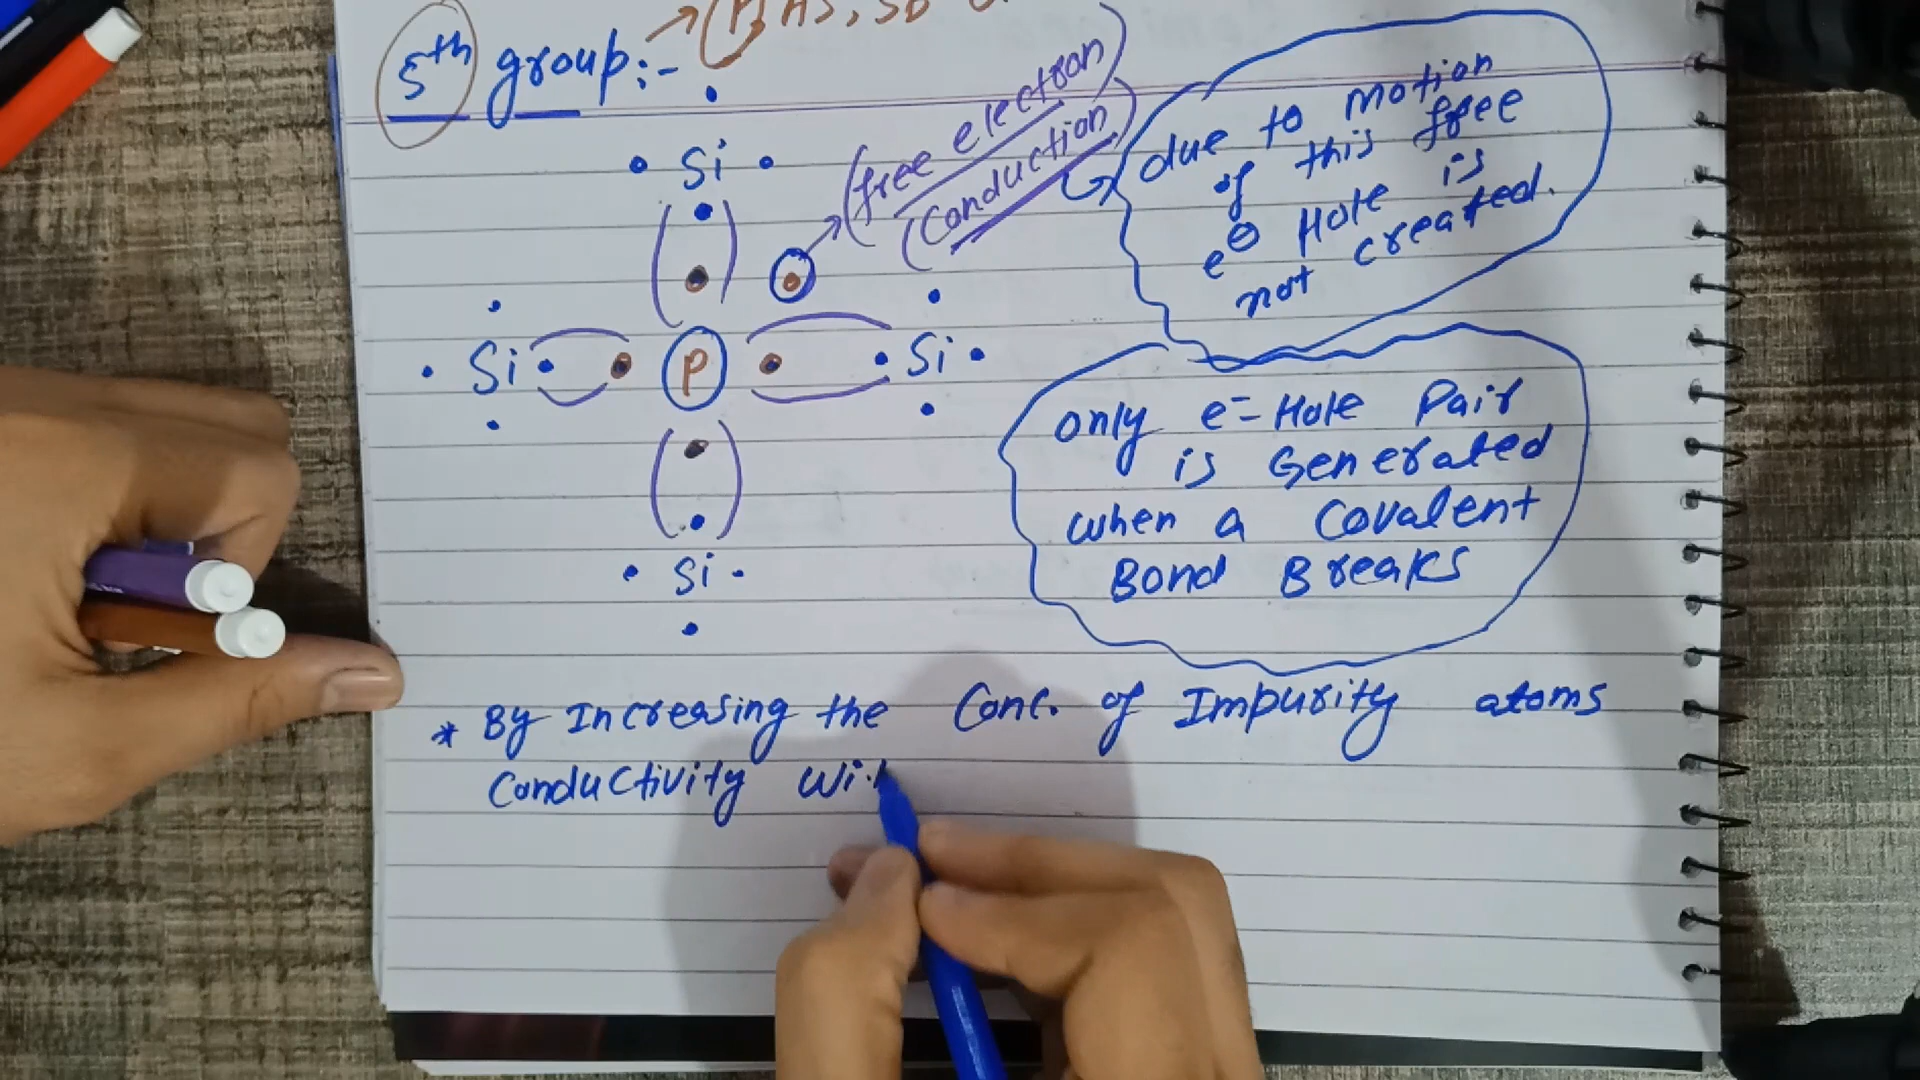 5th group:- (P, AS, Sb
Si
(free electron)
(Conduction)
due to motion
of this free
e⊖ Hole is
not created.
Si P Si
Si
only e⁻-Hole Pair
is Generated
when a Covalent
Bond Breaks
* By Increasing the Conc. of Impurity atoms
Conductivity